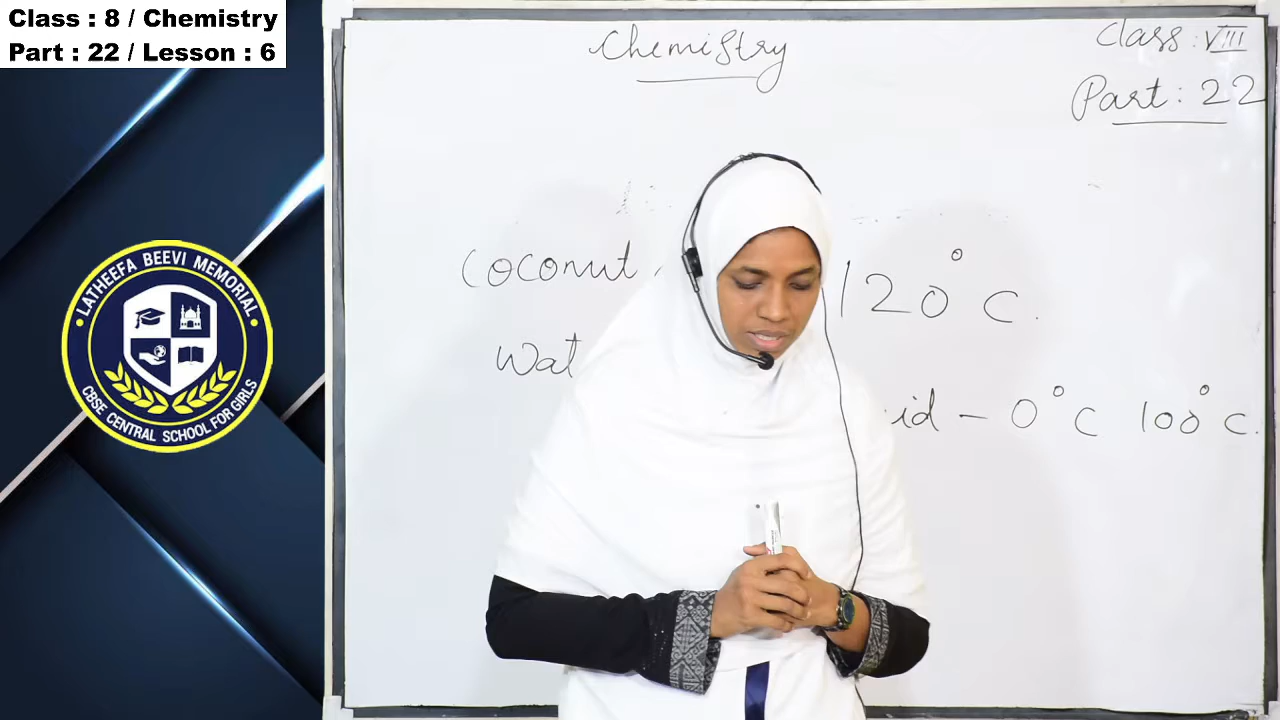 Class : 8 / Chemistry
Part : 22 / Lesson : 6
Chemistry
Class : VIII
Part : 22
Coconut
120° C.
Wat
id - 0° C 100° C.
LATHEEFA BEEVI MEMORIAL
CBSE CENTRAL SCHOOL FOR GIRLS